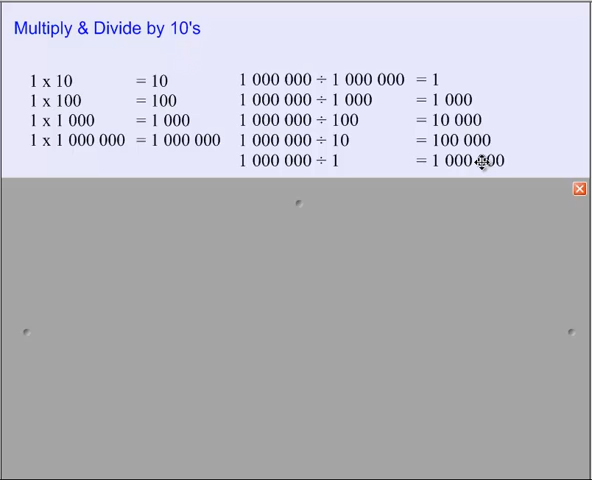 Multiply & Divide by 10's
1 x 10 = 10
1 x 100 = 100
1 x 1 000 = 1 000
1 x 1 000 000 = 1 000 000
1 000 000 ÷ 1 000 000 = 1
1 000 000 ÷ 1 000 = 1 000
1 000 000 ÷ 100 = 10 000
1 000 000 ÷ 10 = 100 000
1 000 000 ÷ 1 = 1 000 000